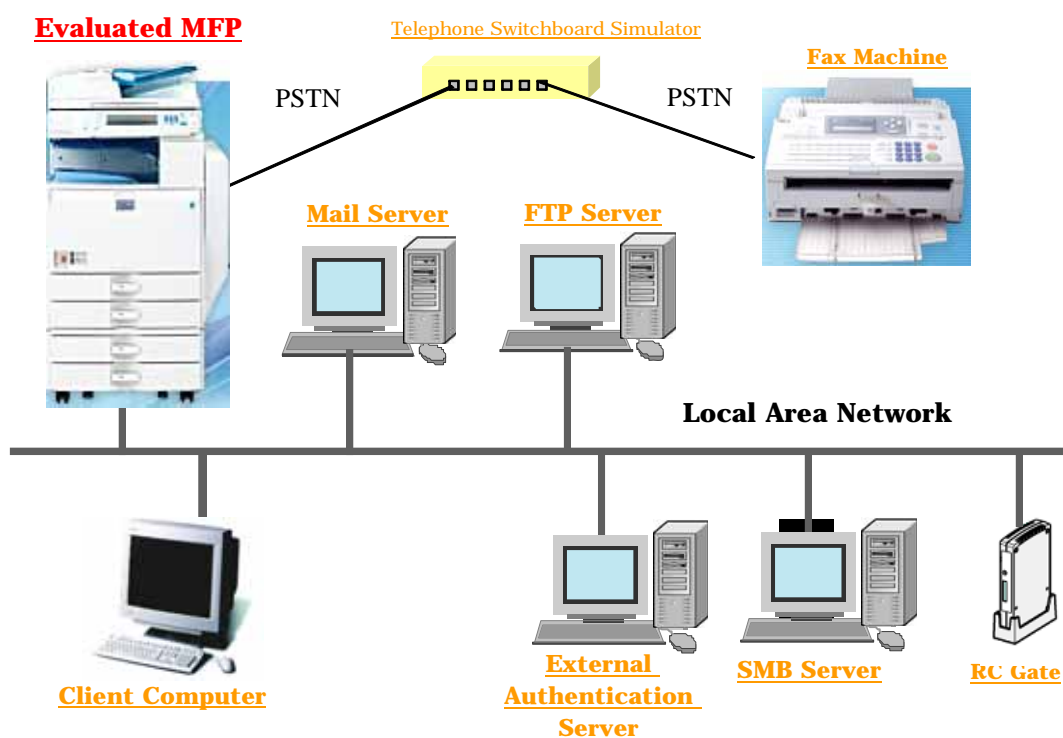 Evaluated MFP
Telephone Switchboard Simulator
Fax Machine
PSTN
PSTN
Mail Server
FTP Server
Local Area Network
Client Computer
External
Authentication
Server
SMB Server
RC Gate